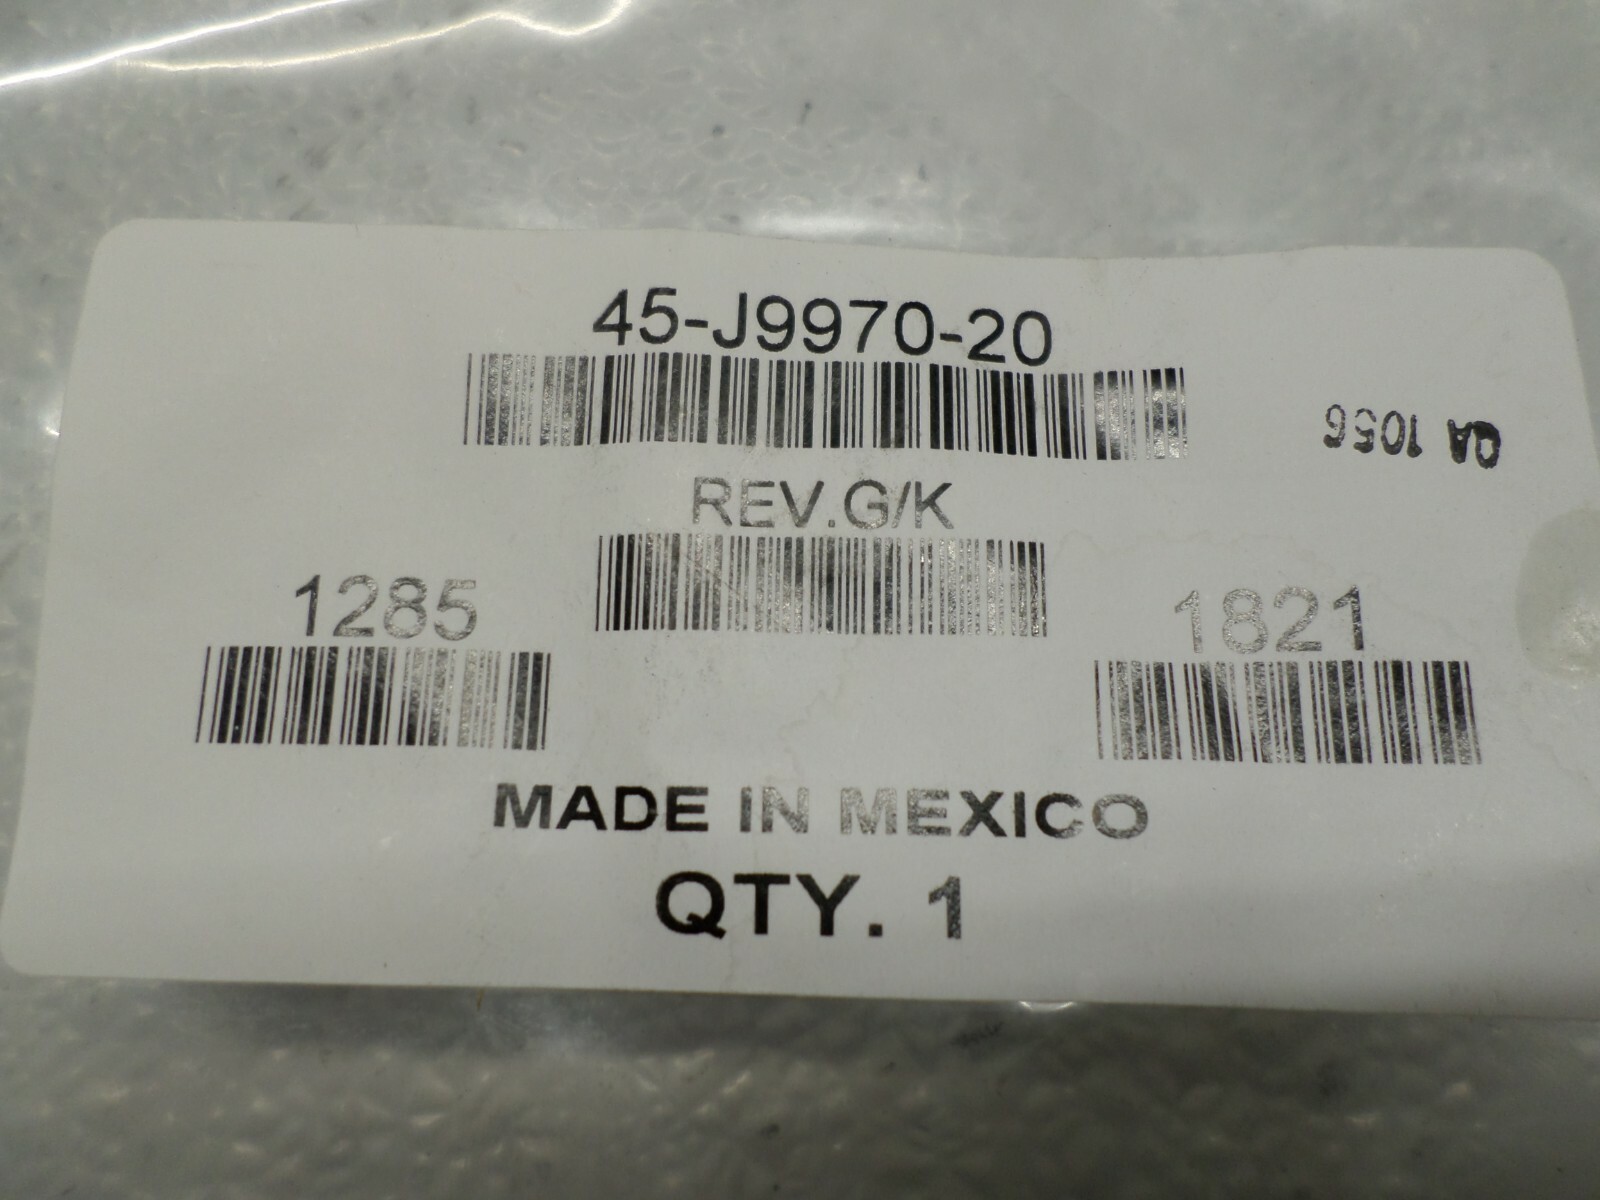 45-J9970-20
QA 1056
REV.G/K
1285
1821
MADE IN MEXICO
QTY. 1